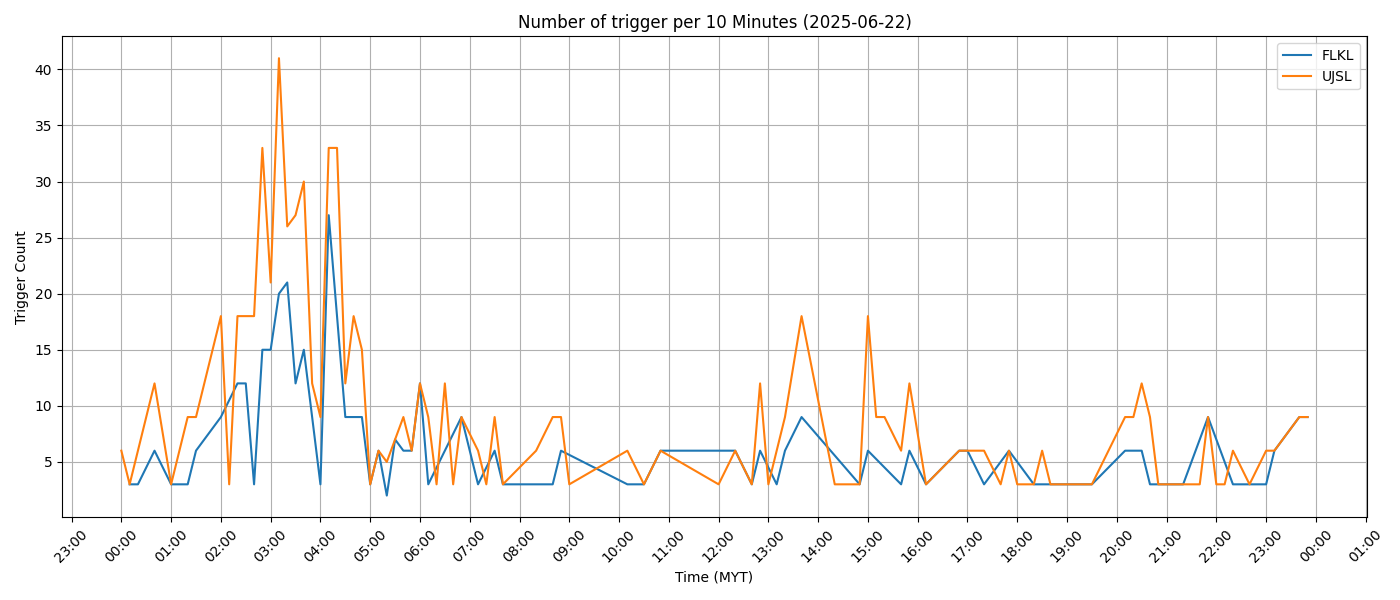 Number of trigger per 10 Minutes (2025-06-22)
FLKL
UJSL
Trigger Count
40
35
30
25
20
15
10
5
23:00 00:00 01:00 02:00 03:00 04:00 05:00 06:00 07:00 08:00 09:00 10:00 11:00 12:00 13:00 14:00 15:00 16:00 17:00 18:00 19:00 20:00 21:00 22:00 23:00 00:00 01:00
Time (MYT)